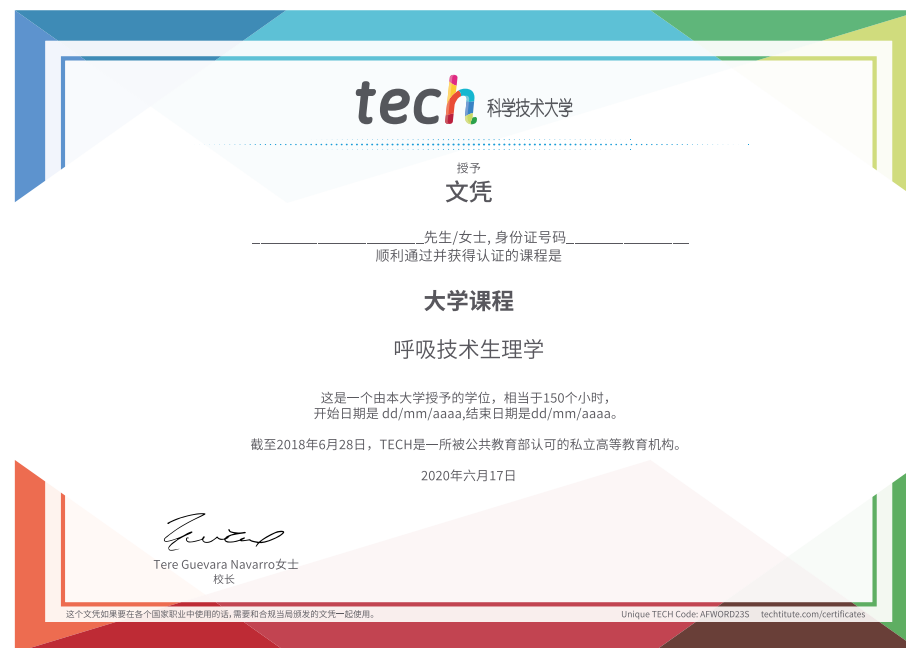 tech 科学技术大学
授予
文凭
________________________先生/女士, 身份证号码_________________
顺利通过并获得认证的课程是
大学课程
呼吸技术生理学
这是一个由本大学授予的学位，相当于150个小时，
开始日期是 dd/mm/aaaa,结束日期是dd/mm/aaaa。
截至2018年6月28日，TECH是一所被公共教育部认可的私立高等教育机构。
2020年六月17日
Tere Guevara Navarro女士
校长
这个文凭如果要在各个国家职业中使用的话,需要和合规当局颁发的文凭一起使用。
Unique TECH Code: AFWORD23S techtitute.com/certificates